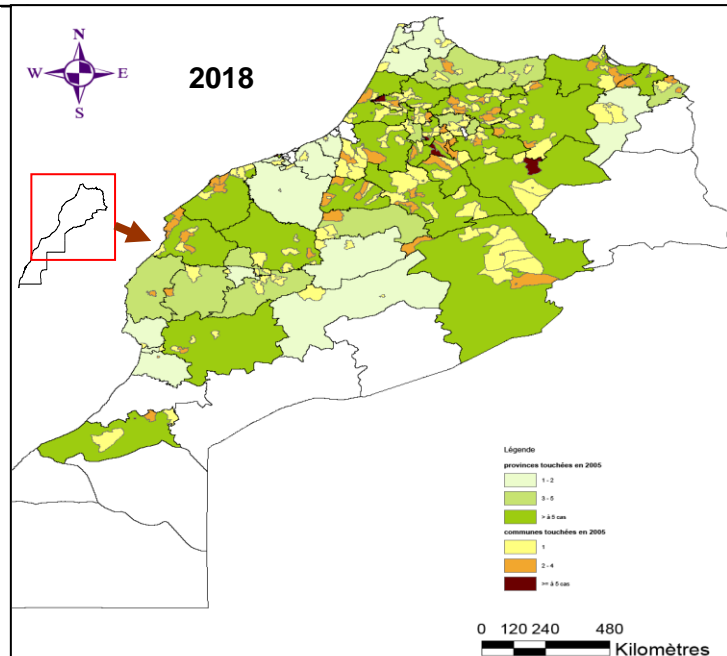 N
W E
S
2018
Légende
provinces touchées en 2005
1 - 2
3 - 5
> à 5 cas
communes touchées en 2005
1
2 - 4
>= à 5 cas
0 120 240 480
Kilomètres